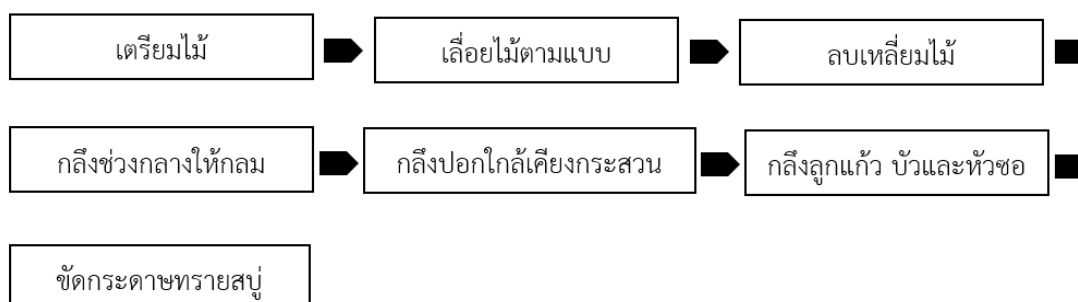 เตรียมไม้
เลื่อยไม้ตามแบบ
ลบเหลี่ยมไม้
กลึงช่วงกลางให้กลม
กลึงปอกใกล้เคียงกระสวน
กลึงลูกแก้ว บัวและหัวซอ
ขัดกระดาษทรายสบู่